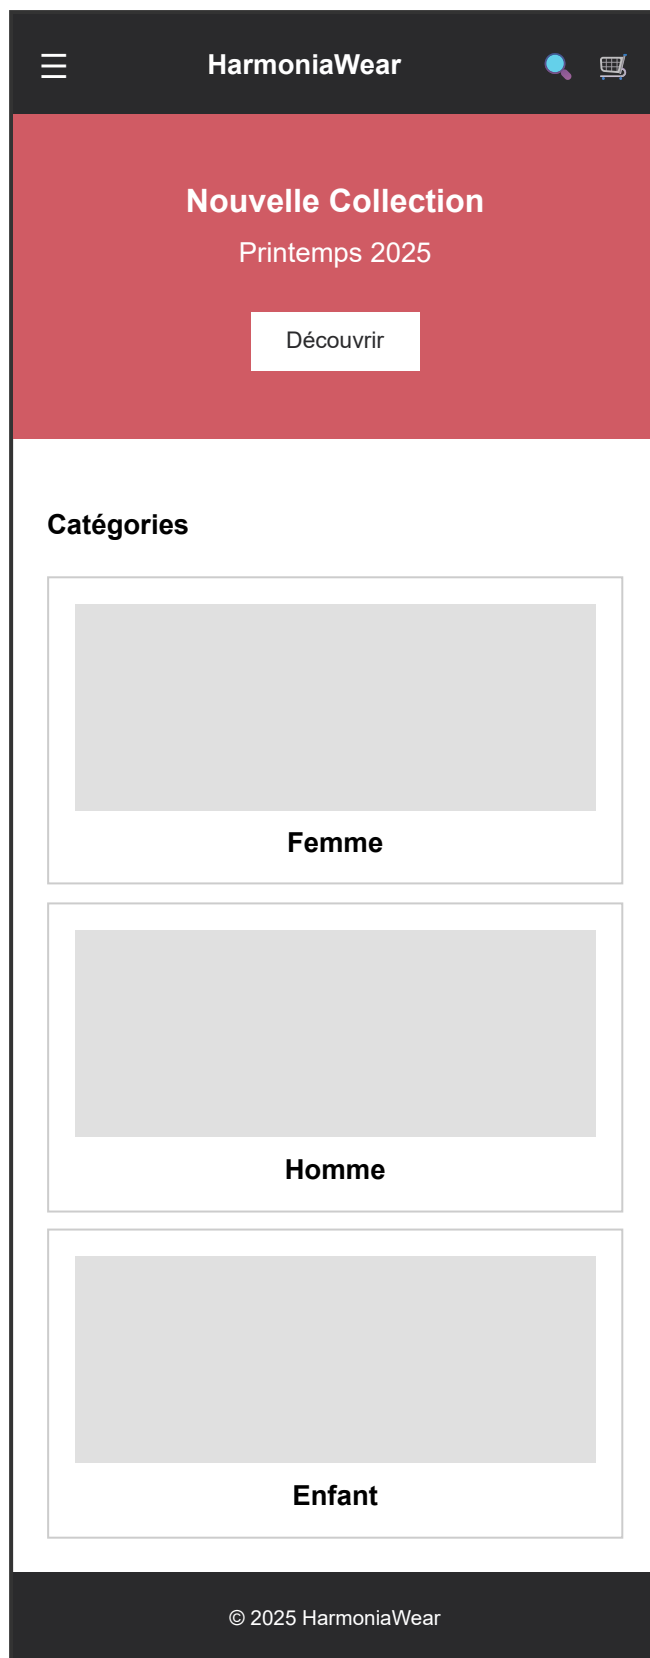 HarmoniaWear
Nouvelle Collection
Printemps 2025
Découvrir
Catégories
Femme
Homme
Enfant
© 2025 HarmoniaWear